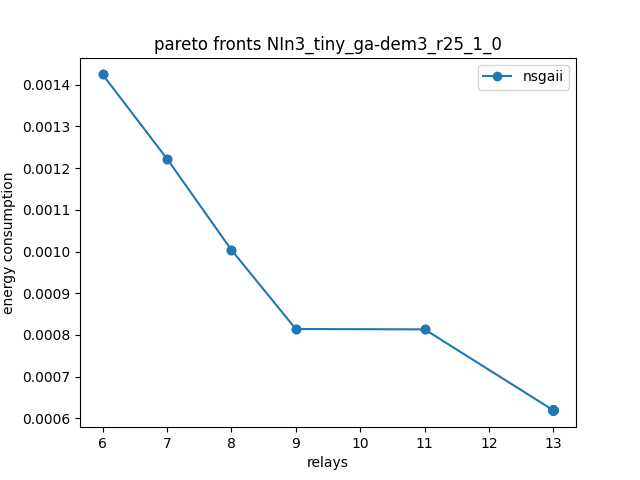 pareto fronts NIn3_tiny_ga-dem3_r25_1_0
nsgaii
energy consumption
0.0014
0.0013
0.0012
0.0011
0.0010
0.0009
0.0008
0.0007
0.0006
6 7 8 9 10 11 12 13
relays